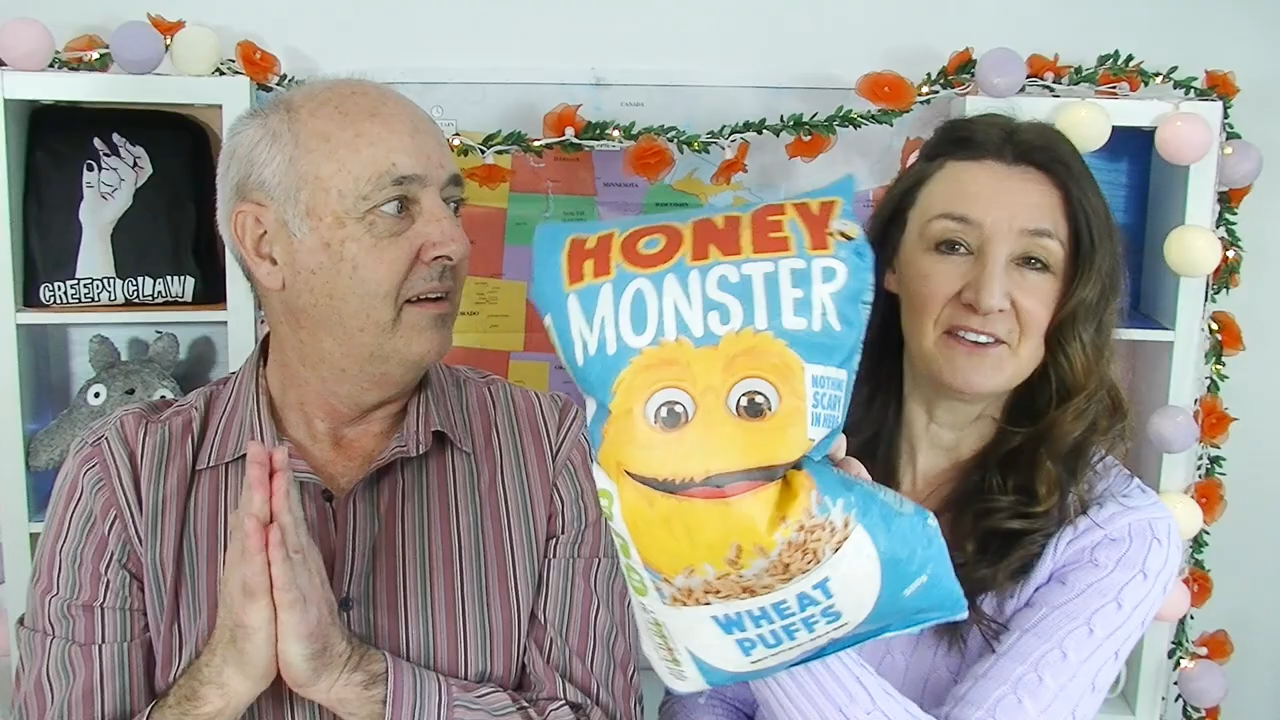 CREEPY CLAW
CANADA
MINNESOTA
WISCONSIN
HONEY
MONSTER
NOTHING
SCARY
IN HERE
WHEAT
PUFFS